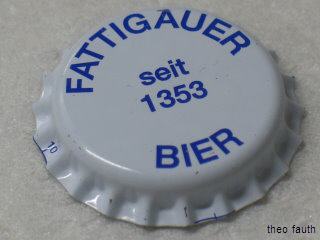 FATTIGAUER
seit
1353
BIER
10
theo fauth